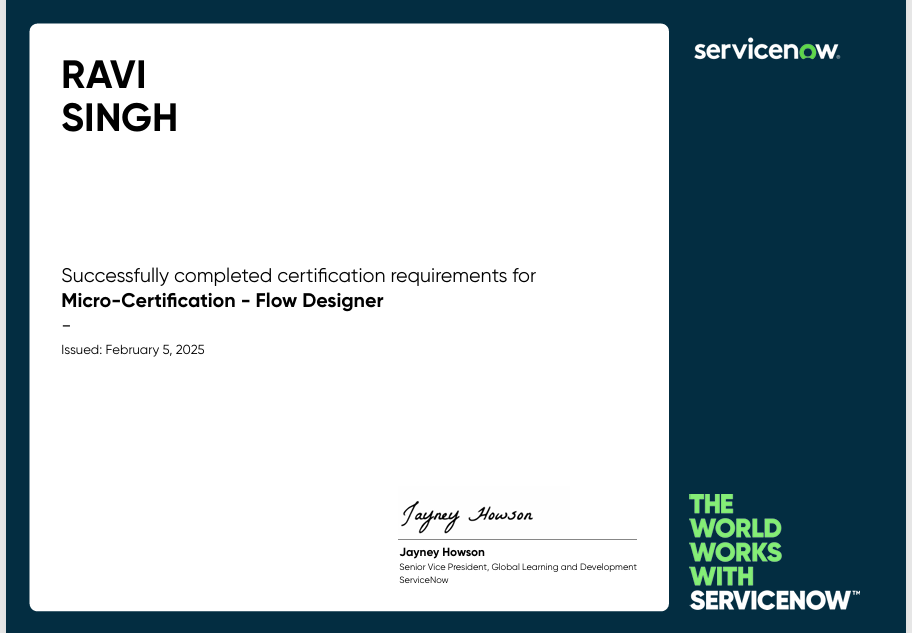 RAVI
SINGH
servicenow®
Successfully completed certification requirements for
Micro-Certification - Flow Designer
–
Issued: February 5, 2025
Jayney Howson
Jayney Howson
Senior Vice President, Global Learning and Development
ServiceNow
THE
WORLD
WORKS
WITH
SERVICENOW™